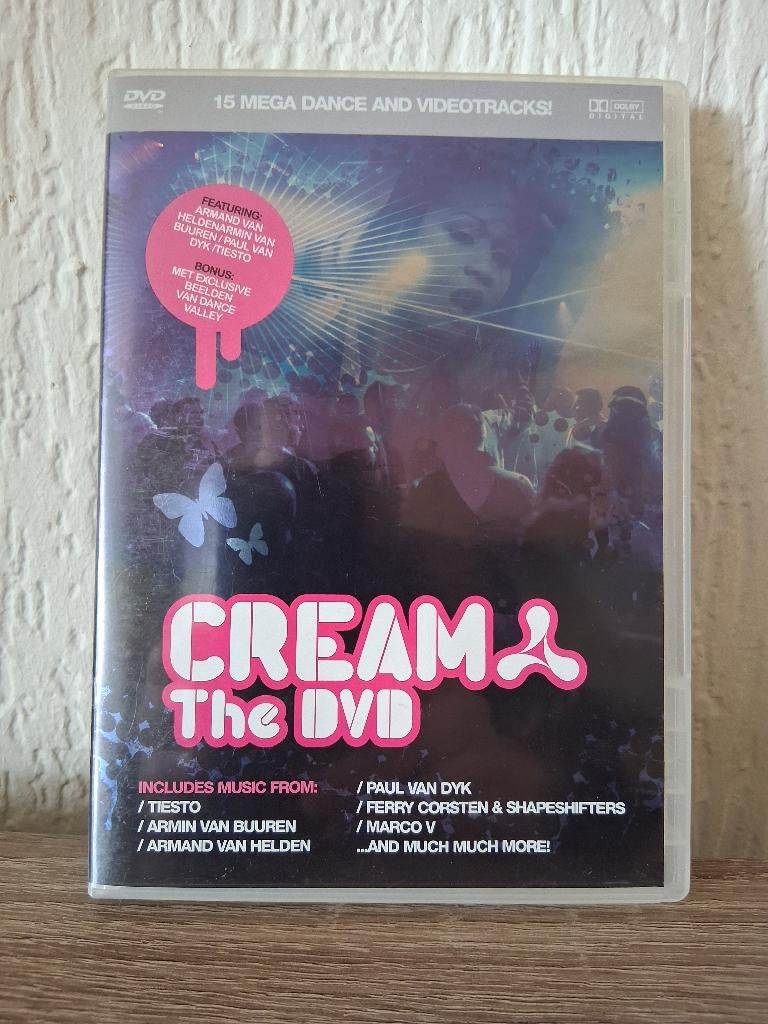 DVD
VIDEO
15 MEGA DANCE AND VIDEOTRACKS!
DOLBY
DIGITAL
FEATURING:
ARMAND VAN
HELDENARMIN VAN
BUUREN / PAUL VAN
DYK /TIESTO
BONUS:
MET EXCLUSIVE
BEELDEN
VAN DANCE
VALLEY
CREAM
The DVD
INCLUDES MUSIC FROM:
/ TIESTO
/ ARMIN VAN BUUREN
/ ARMAND VAN HELDEN
/ PAUL VAN DYK
/ FERRY CORSTEN & SHAPESHIFTERS
/ MARCO V
...AND MUCH MUCH MORE!